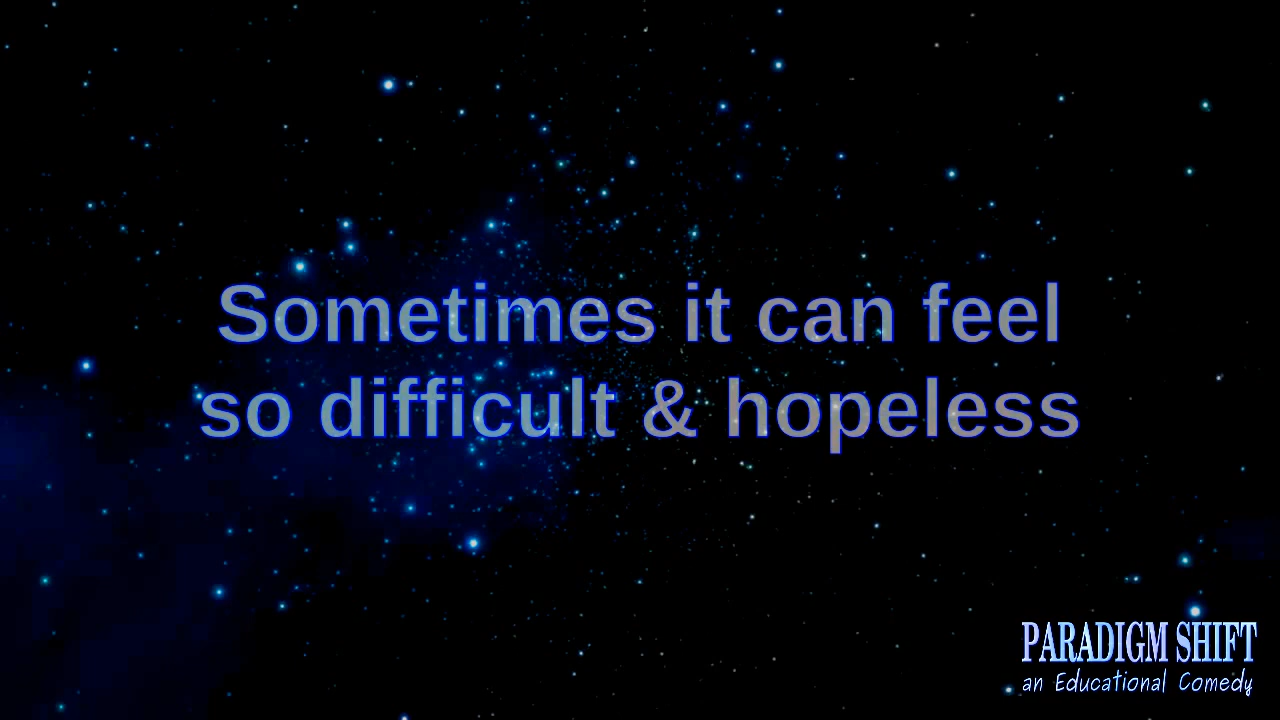 Sometimes it can feel
so difficult & hopeless
PARADIGM SHIFT
an Educational Comedy